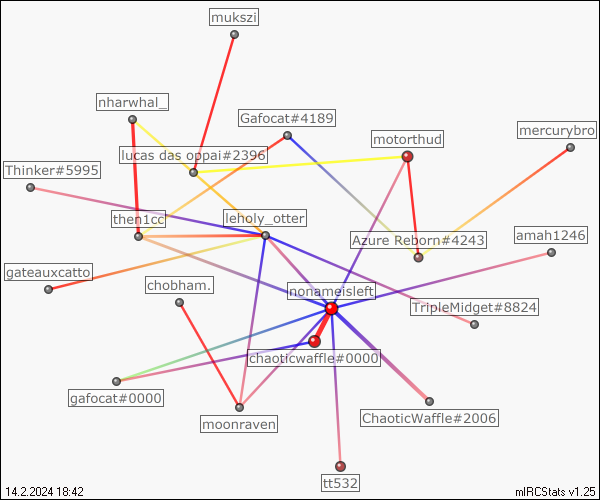 mukszi
nharwhal_
Gafocat#4189
mercurybro
motorthud
lucas das oppai#2396
Thinker#5995
then1cc
leholy_otter
Azure Reborn#4243
amah1246
gateauxcatto
chobham.
nonameisleft
TripleMidget#8824
chaoticwaffle#0000
gafocat#0000
ChaoticWaffle#2006
moonraven
tt532
14.2.2024 18:42
mIRCStats v1.25